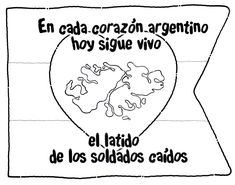 En cada corazón argentino
hoy sigue vivo
el latido
de los soldados caídos